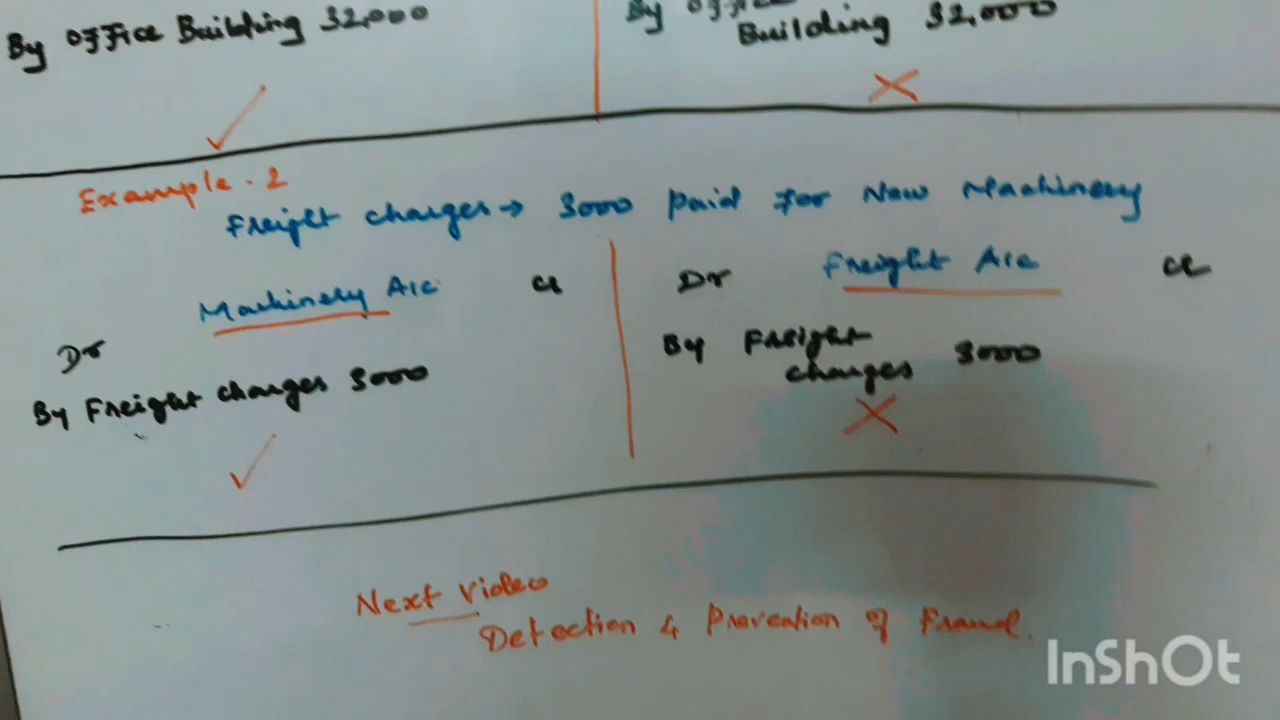 By Office Building 32,000
By Office
Building 32,000
Example.2
Freight charges → 3000 paid for New Machinery
Machinery A/c Cr
Dr
By Freight charges 3000
Dr Freight A/c Cr
By Freight
charges 3000
Next Video
Detection & Prevention of Fraud.
InShOt